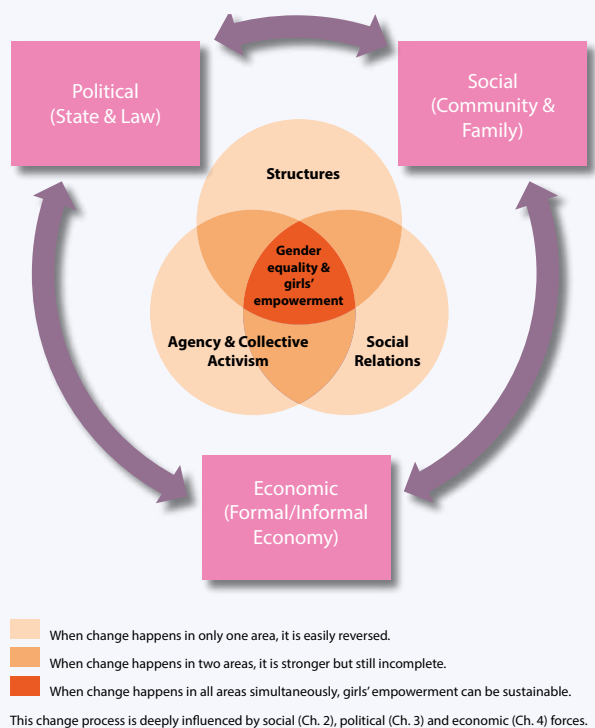 Political
(State & Law)
Social
(Community &
Family)
Structures
Gender
equality &
girls’
empowerment
Agency & Collective
Activism
Social
Relations
Economic
(Formal/Informal
Economy)
When change happens in only one area, it is easily reversed.
When change happens in two areas, it is stronger but still incomplete.
When change happens in all areas simultaneously, girls’ empowerment can be sustainable.
This change process is deeply influenced by social (Ch. 2), political (Ch. 3) and economic (Ch. 4) forces.